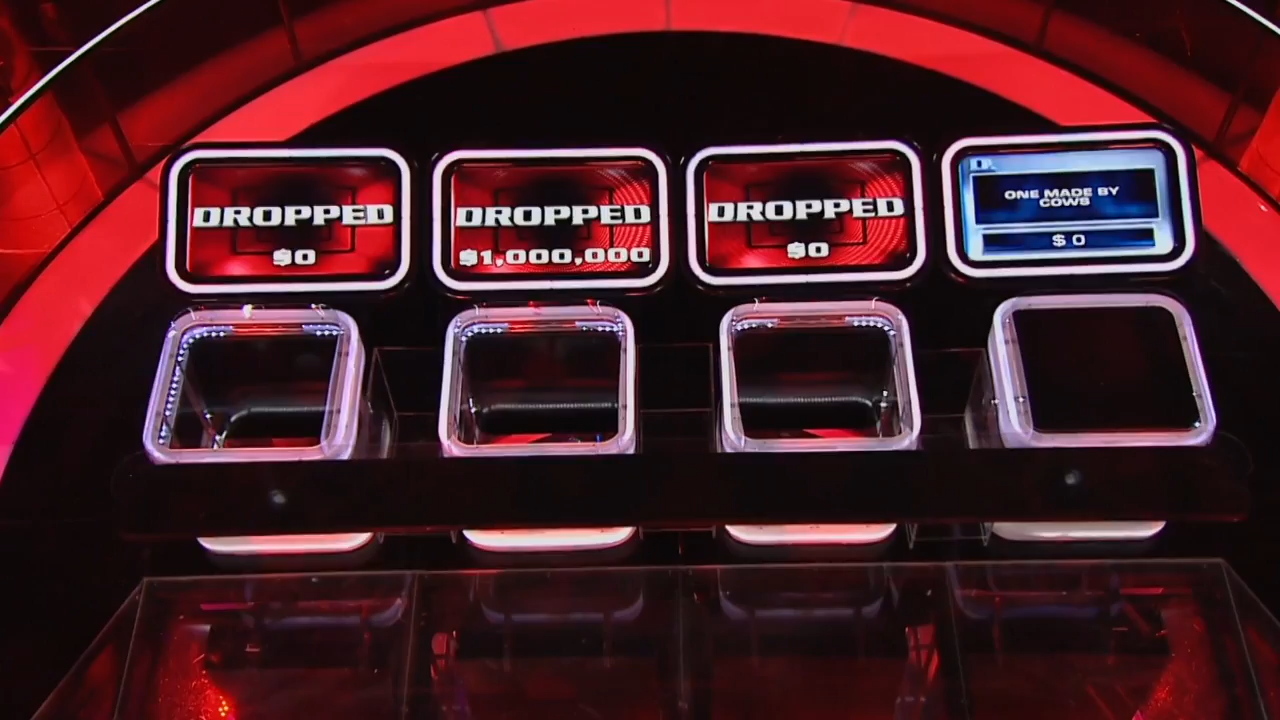 DROPPED
$0
DROPPED
$1,000,000
DROPPED
$0
D.
ONE MADE BY
COWS
$0